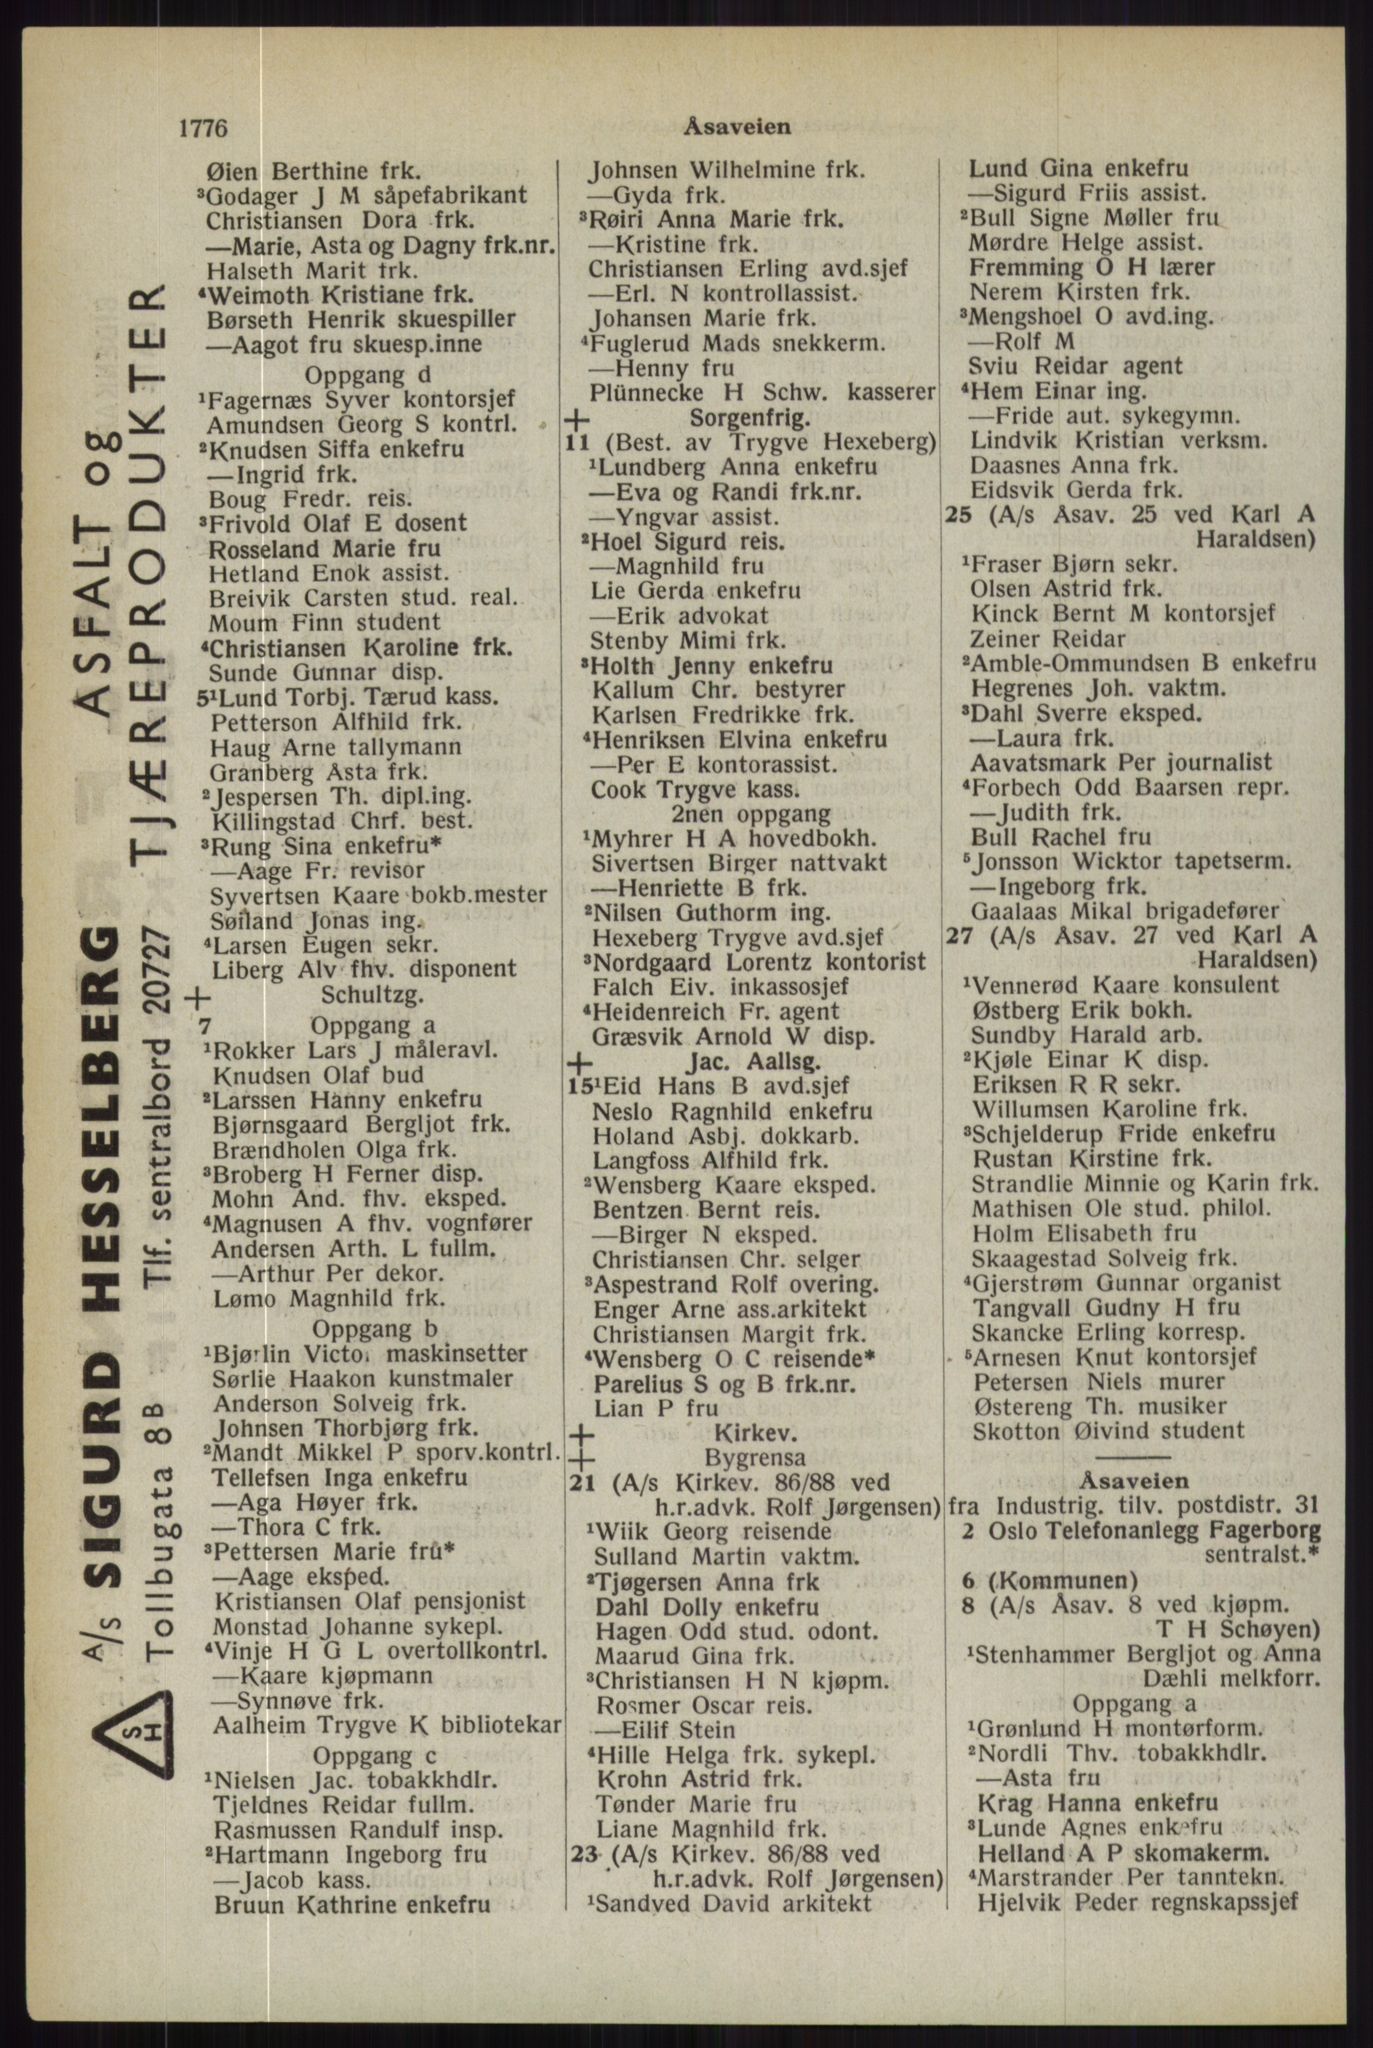 1776
Åsaveien
Øien Berthine frk.
³Godager J M såpefabrikant
Christiansen Dora frk.
—Marie, Asta og Dagny frk.nr.
Halseth Marit frk.
⁴Weimoth Kristiane frk.
Børseth Henrik skuespiller
—Aagot fru skuesp.inne
Oppgang d
¹Fagernæs Syver kontorsjef
Amundsen Georg S kontrl.
²Knudsen Siffa enkefru
—Ingrid frk.
Boug Fredr. reis.
³Frivold Olaf E dosent
Rosseland Marie fru
Hetland Enok assist.
Breivik Carsten stud. real.
Moum Finn student
⁴Christiansen Karoline frk.
Sunde Gunnar disp.
5¹Lund Torbj. Tærud kass.
Petterson Alfhild frk.
Haug Arne tallymann
Granberg Asta frk.
²Jespersen Th. dipl.ing.
Killingstad Chrf. best.
³Rung Sina enkefru*
—Aage Fr. revisor
Syvertsen Kaare bokb.mester
Søfland Jonas ing.
⁴Larsen Eugen sekr.
Liberg Alv fhv. disponent
+ Schultzg.
7 Oppgang a
¹Rokker Lars J måleravl.
Knudsen Olaf bud
²Larssen Hanny enkefru
Bjørnsgaard Bergljot frk.
Brændholen Olga frk.
³Broberg H Ferner disp.
Mohn And. fhv. eksped.
⁴Magnusen A fhv. vognfører
Andersen Arth. L fullm.
—Arthur Per dekor.
Lømo Magnhild frk.
Oppgang b
¹Bjørlin Victor maskinsetter
Sørlie Haakon kunstmaler
Anderson Solveig frk.
Johnsen Thorbjørg frk.
²Mandt Mikkel P sporv.kontrl.
Tellefsen Inga enkefru
—Aga Høyer frk.
—Thora C frk.
³Pettersen Marie fru*
—Aage eksped.
Kristiansen Olaf pensjonist
Monstad Johanne sykepl.
⁴Vinje H G L overtollkontrl.
—Kaare kjøpmann
—Synnøve frk.
Aalheim Trygve K bibliotekar
Oppgang c
¹Nielsen Jac. tobakkhdlr.
Tjeldnes Reidar fullm.
Rasmussen Randulf insp.
²Hartmann Ingeborg fru
—Jacob kass.
Bruun Kathrine enkefru
Johnsen Wilhelmine frk.
—Gyda frk.
³Røiri Anna Marie frk.
—Kristine frk.
Christiansen Erling avd.sjef
—Erl. N kontrollassist.
Johansen Marie frk.
⁴Fuglerud Mads snekkerm.
—Henny fru
Plünnecke H Schw. kasserer
+ Sorgenfrig.
11 (Best. av Trygve Hexeberg)
¹Lundberg Anna enkefru
—Eva og Randi frk.nr.
—Yngvar assist.
²Hoel Sigurd reis.
—Magnhild fru
Lie Gerda enkefru
—Erik advokat
Stenby Mimi frk.
³Holth Jenny enkefru
Kallum Chr. bestyrer
Karlsen Fredrikke frk.
⁴Henriksen Elvina enkefru
—Per E kontorassist.
Cook Trygve kass.
2nen oppgang
¹Myhrer H A hovedbokh.
Sivertsen Birger nattvakt
—Henriette B frk.
²Nilsen Guthorm ing.
Hexeberg Trygve avd.sjef
³Nordgaard Lorentz kontorist
Falch Eiv. inkassosjef
⁴Heidenreich Fr. agent
Græsvik Arnold W disp.
+ Jac. Aallsg.
15¹Eid Hans B avd.sjef
Neslo Ragnhild enkefru
Holand Asbj. dokkarb.
Langfoss Alfhild frk.
²Wensberg Kaare eksped.
Bentzen Bernt reis.
—Birger N eksped.
Christiansen Chr. selger
³Aspestrand Rolf overing.
Enger Arne ass.arkitekt
Christiansen Margit frk.
⁴Wensberg O C reisende*
Parelius S og B frk.nr.
Lian P fru
+ Kirkev.
+ Bygrensa
21 (A/s Kirkev. 86/88 ved
h.r.advk. Rolf Jørgensen)
¹Wiik Georg reisende
Sulland Martin vaktm.
²Tjøgersen Anna frk
Dahl Dolly enkefru
Hagen Odd stud. odont.
Maarud Gina frk.
³Christiansen H N kjøpm.
Rosmer Oscar reis.
—Eilif Stein
⁴Hille Helga frk. sykepl.
Krohn Astrid frk.
Tønder Marie fru
Liane Magnhild frk.
23 (A/s Kirkev. 86/88 ved
h.r.advk. Rolf Jørgensen)
¹Sandved David arkitekt
Lund Gina enkefru
—Sigurd Friis assist.
²Bull Signe Møller fru
Mørdre Helge assist.
Fremming O H lærer
Nerem Kirsten frk.
³Mengshoel O avd.ing.
—Rolf M
Sviu Reidar agent
⁴Hem Einar ing.
—Fride aut. sykegymn.
Lindvik Kristian verksm.
Daasnes Anna frk.
Eidsvik Gerda frk.
25 (A/s Åsav. 25 ved Karl A
Haraldsen)
¹Fraser Bjørn sekr.
Olsen Astrid frk.
Kinck Bernt M kontorsjef
Zeiner Reidar
²Amble-Ommundsen B enkefru
Hegrenes Joh. vaktm.
³Dahl Sverre eksped.
—Laura frk.
Aavatsmark Per journalist
⁴Forbech Odd Baarsen repr.
—Judith frk.
Bull Rachel fru
⁵Jonsson Wicktor tapetserm.
—Ingeborg frk.
Gaalaas Mikal brigadefører
27 (A/s Åsav. 27 ved Karl A
Haraldsen)
¹Vennerød Kaare konsulent
Østberg Erik bokh.
Sundby Harald arb.
²Kjøle Einar K disp.
Eriksen R R sekr.
Willumsen Karoline frk.
³Schjelderup Fride enkefru
Rustan Kirstine frk.
Strandlie Minnie og Karin frk.
Mathisen Ole stud. philol.
Holm Elisabeth fru
Skaagestad Solveig frk.
⁴Gjerstrøm Gunnar organist
Tangvall Gudny H fru
Skancke Erling korresp.
⁵Arnesen Knut kontorsjef
Petersen Niels murer
Østereng Th. musiker
Skotton Øivind student
Åsaveien
fra Industrig. tilv. postdistr. 31
2 Oslo Telefonanlegg Fagerborg
sentralst.*
6 (Kommunen)
8 (A/s Åsav. 8 ved kjøpm.
T H Schøyen)
¹Stenhammer Bergljot og Anna
Dæhli melkforr.
Oppgang a
¹Grønlund H montørform.
²Nordli Thv. tobakkhdlr.
—Asta fru
Krag Hanna enkefru
³Lunde Agnes enkefru
Helland A P skomakerm.
⁴Marstrander Per tanntekn.
Hjelvik Peder regnskapssjef
SH
A/S SIGURD HESSELBERG
Tollbugata 8 B Tlf. sentralbord 20727
ASFALT og
TJÆREPRODUKTER